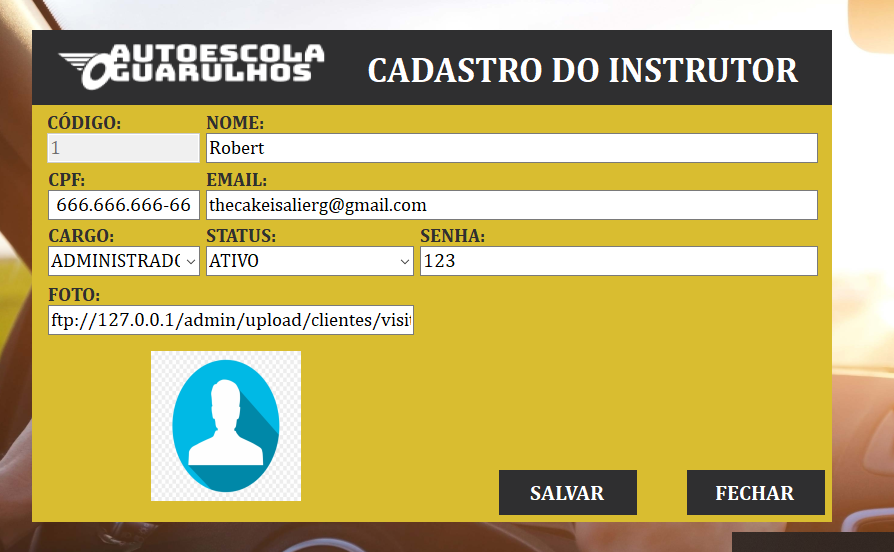 AUTOESCOLA
GUARULHOS
CADASTRO DO INSTRUTOR
CÓDIGO: NOME:
1 Robert
CPF: EMAIL:
666.666.666-66 thecakeisalierg@gmail.com
CARGO: STATUS: SENHA:
ADMINISTRADO ATIVO 123
FOTO:
ftp://127.0.0.1/admin/upload/clientes/visi
SALVAR FECHAR